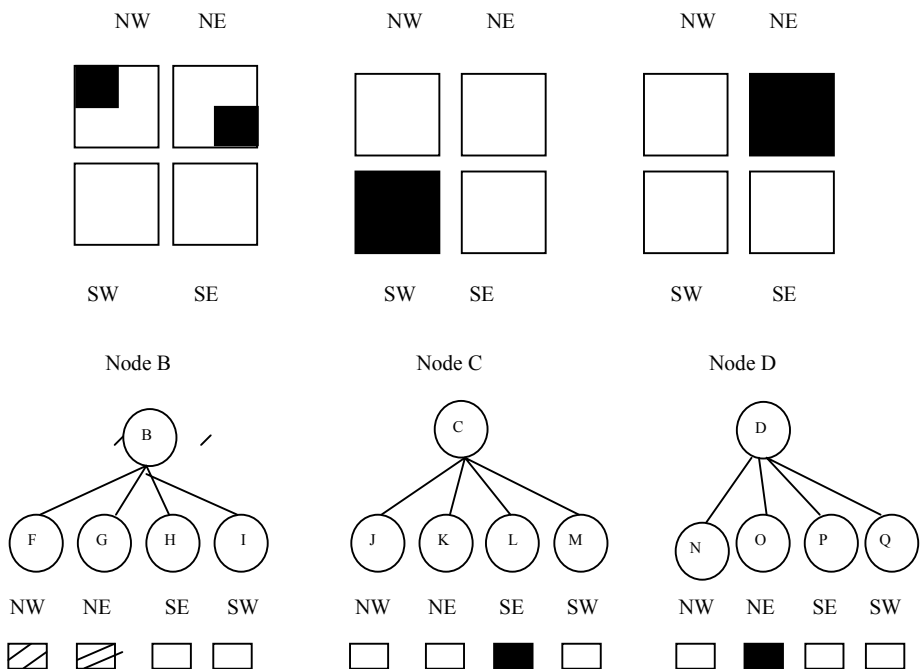 NW NE NW NE NW NE
SW SE SW SE SW SE
Node B Node C Node D
B C D
F G H I J K L M N O P Q
NW NE SE SW NW NE SE SW NW NE SE SW